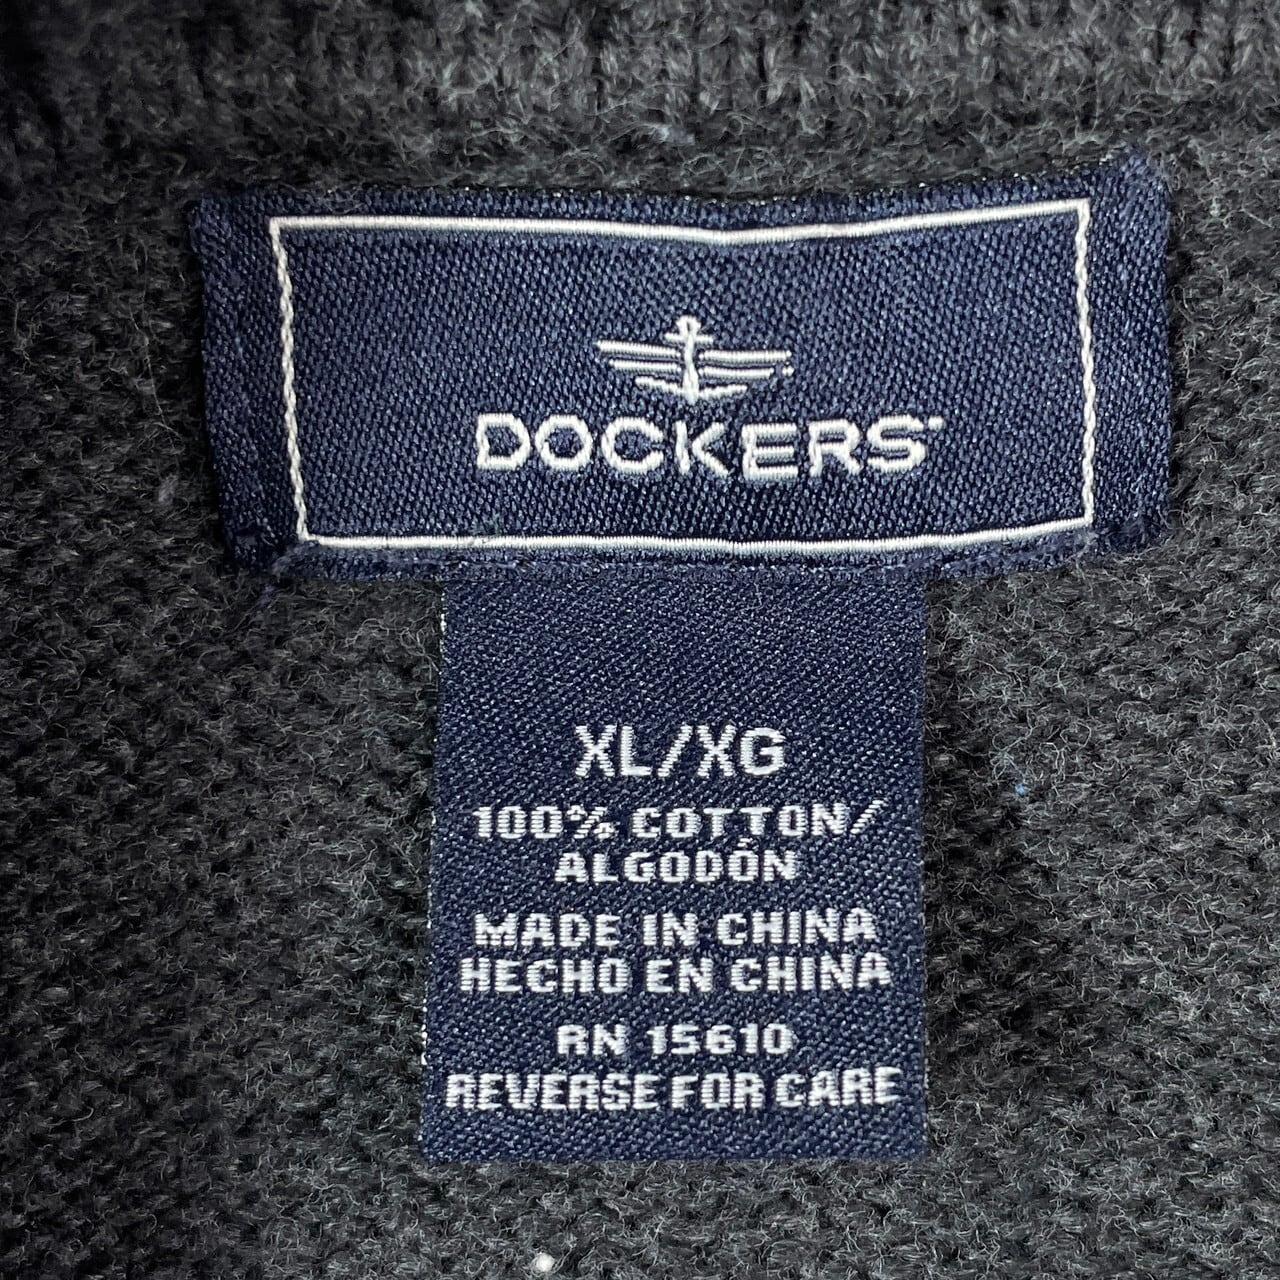 DOCKERS
XL/XG
100% COTTON/
ALGODÓN
MADE IN CHINA
HECHO EN CHINA
RN 15610
REVERSE FOR CARE